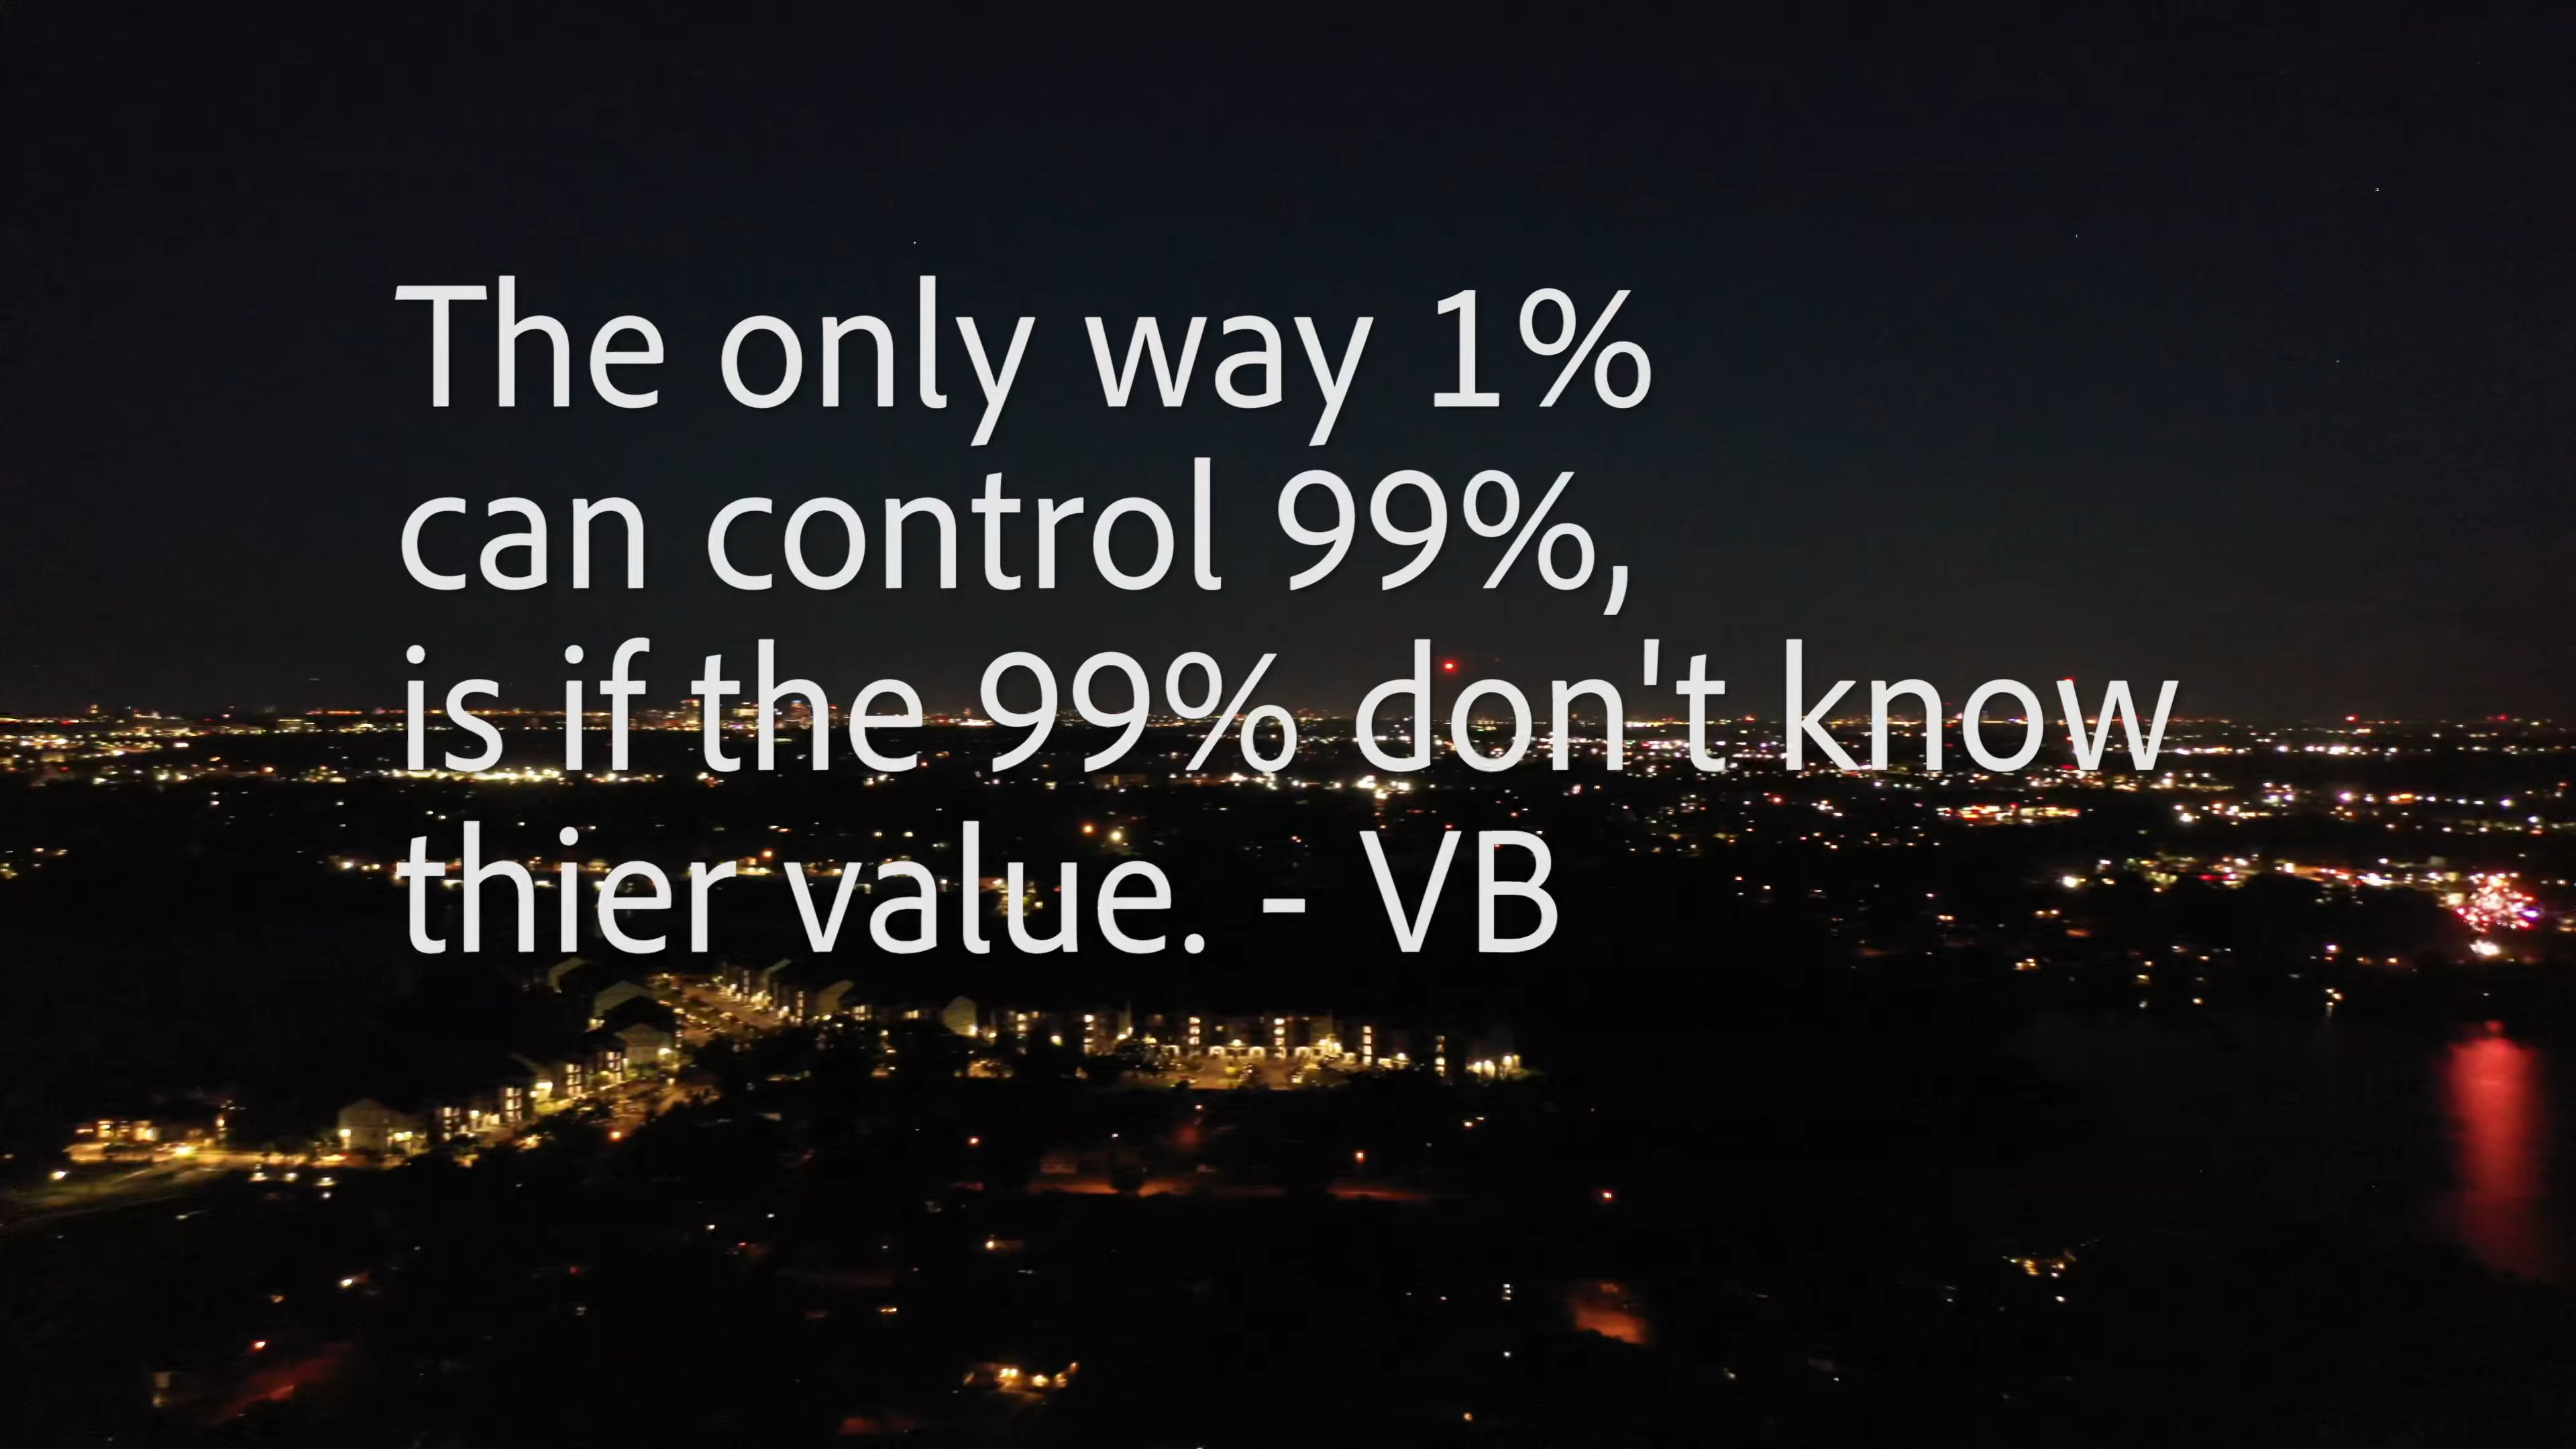 The only way 1%
can control 99%,
is if the 99% don't know
thier value. - VB